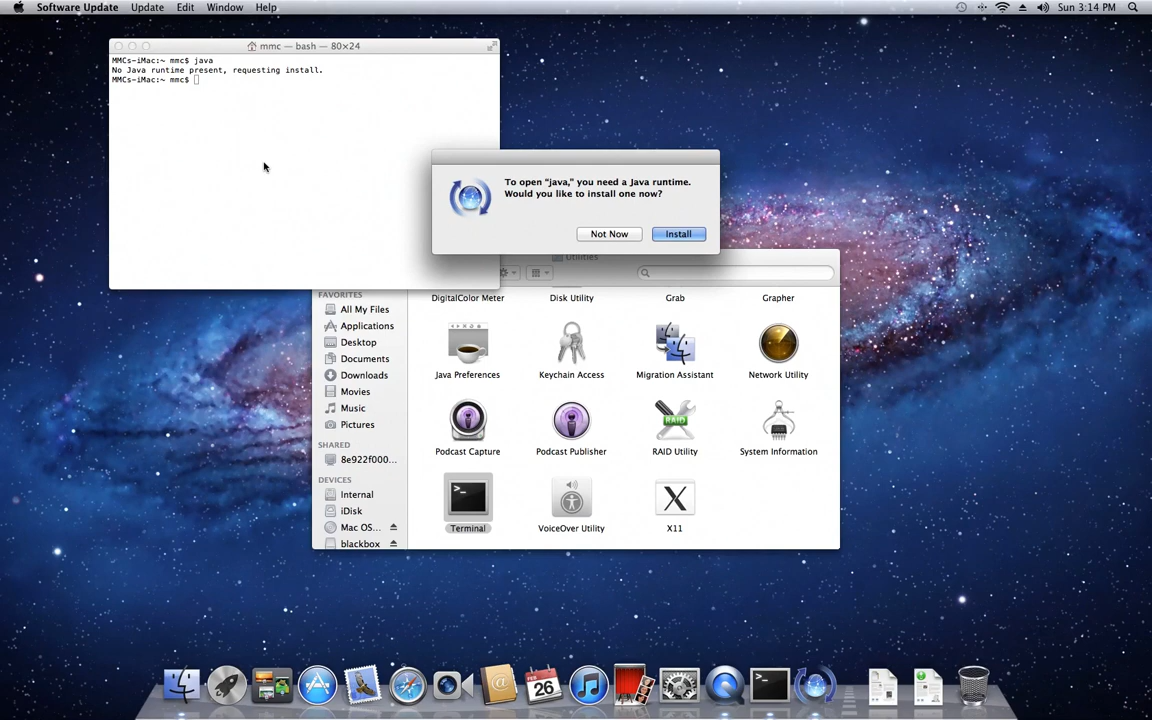 Software Update Update Edit Window Help Sun 3:14 PM
mmc — bash — 80×24
MMCs-iMac:~ mmc$ java
No Java runtime present, requesting install.
MMCs-iMac:~ mmc$
To open "java," you need a Java runtime.
Would you like to install one now?
Not Now Install
Utilities
DigitalColor Meter Disk Utility Grab Grapher
FAVORITES
All My Files
Applications
Desktop
Documents
Downloads
Movies
Music
Pictures
SHARED
8e922f000...
DEVICES
Internal
iDisk
Mac OS...
blackbox
Java Preferences Keychain Access Migration Assistant Network Utility
Podcast Capture Podcast Publisher RAID Utility System Information
RAID
>_
X
Terminal VoiceOver Utility X11
FEB
26